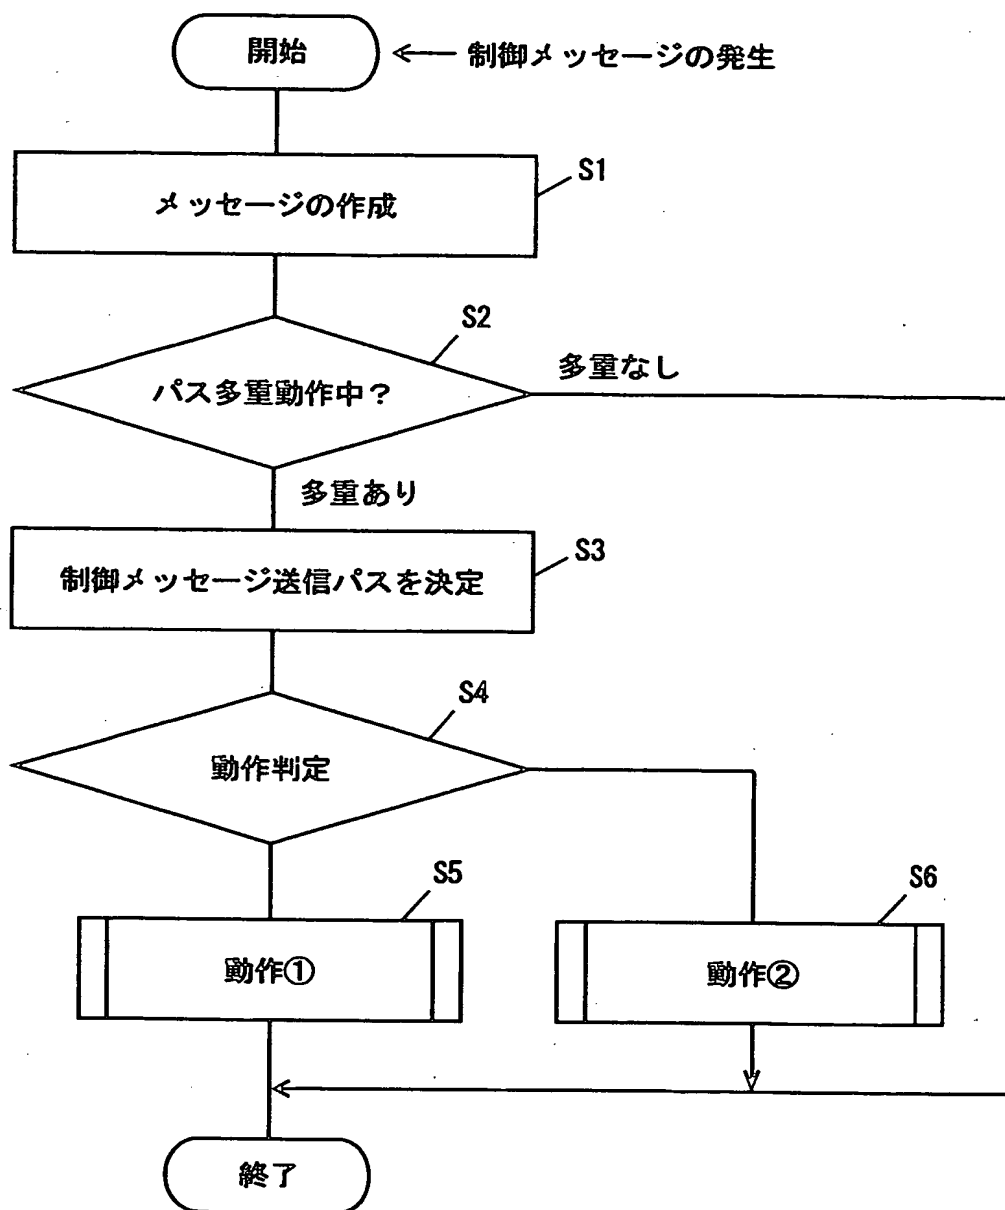 開始
制御メッセージの発生
S1
メッセージの作成
S2
パス多重動作中？
多重なし
多重あり
S3
制御メッセージ送信パスを決定
S4
動作判定
S5
動作①
S6
動作②
終了